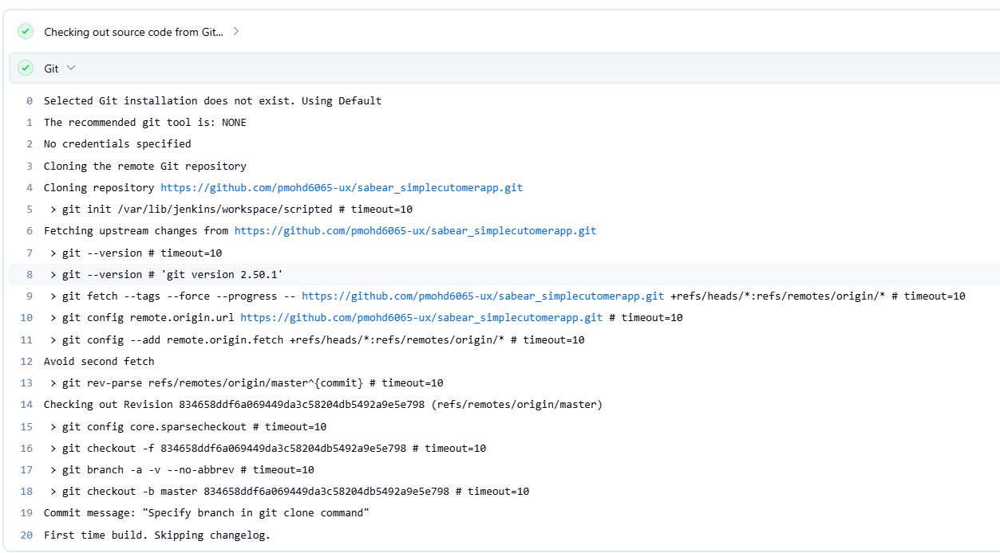 Checking out source code from Git...
Git
0 Selected Git installation does not exist. Using Default
1 The recommended git tool is: NONE
2 No credentials specified
3 Cloning the remote Git repository
4 Cloning repository https://github.com/pmohd6065-ux/sabear_simplecutomerapp.git
5 > git init /var/lib/jenkins/workspace/scripted # timeout=10
6 Fetching upstream changes from https://github.com/pmohd6065-ux/sabear_simplecutomerapp.git
7 > git --version # timeout=10
8 > git --version # 'git version 2.50.1'
9 > git fetch --tags --force --progress -- https://github.com/pmohd6065-ux/sabear_simplecutomerapp.git +refs/heads/*:refs/remotes/origin/* # timeout=10
10 > git config remote.origin.url https://github.com/pmohd6065-ux/sabear_simplecutomerapp.git # timeout=10
11 > git config --add remote.origin.fetch +refs/heads/*:refs/remotes/origin/* # timeout=10
12 Avoid second fetch
13 > git rev-parse refs/remotes/origin/master^{commit} # timeout=10
14 Checking out Revision 834658ddf6a069449da3c58204db5492a9e5e798 (refs/remotes/origin/master)
15 > git config core.sparsecheckout # timeout=10
16 > git checkout -f 834658ddf6a069449da3c58204db5492a9e5e798 # timeout=10
17 > git branch -a -v --no-abbrev # timeout=10
18 > git checkout -b master 834658ddf6a069449da3c58204db5492a9e5e798 # timeout=10
19 Commit message: "Specify branch in git clone command"
20 First time build. Skipping changelog.